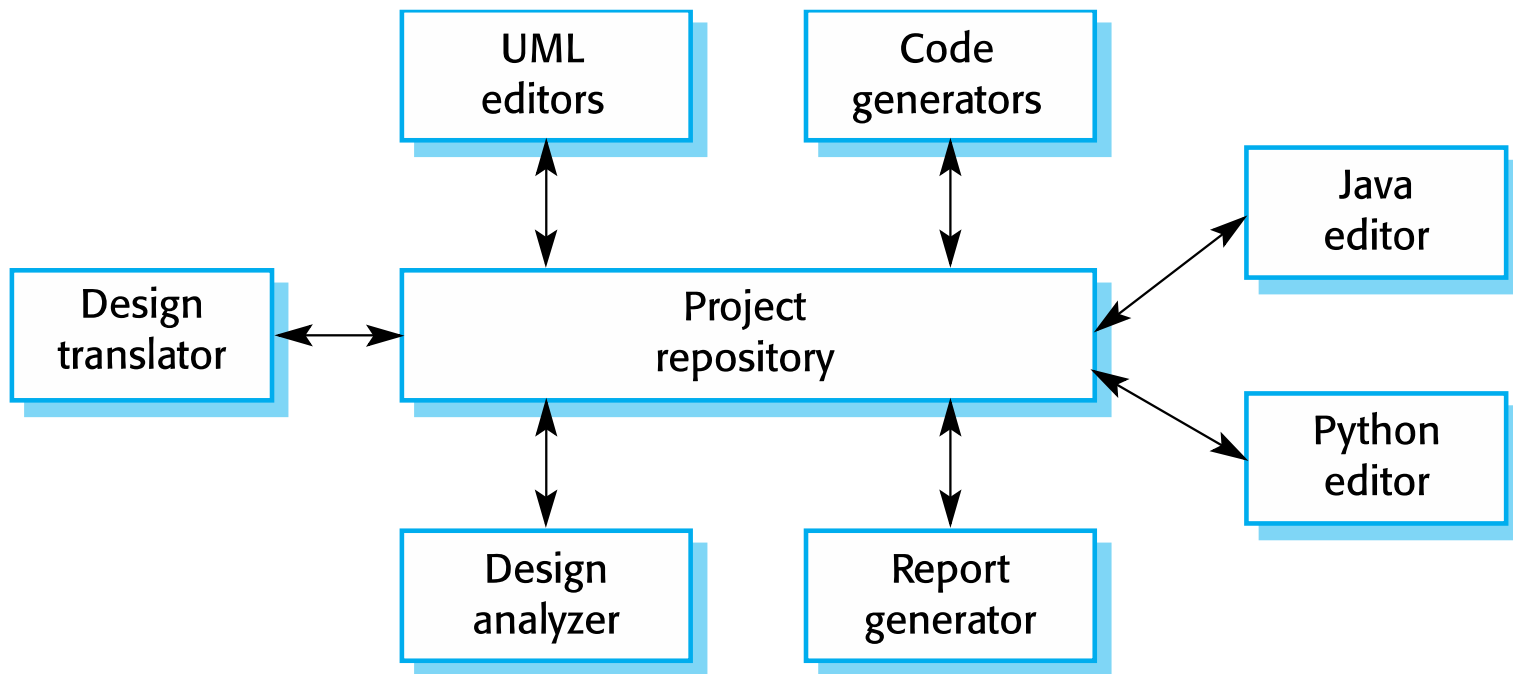 UML
editors
Code
generators
Java
editor
Design
translator
Project
repository
Python
editor
Design
analyzer
Report
generator